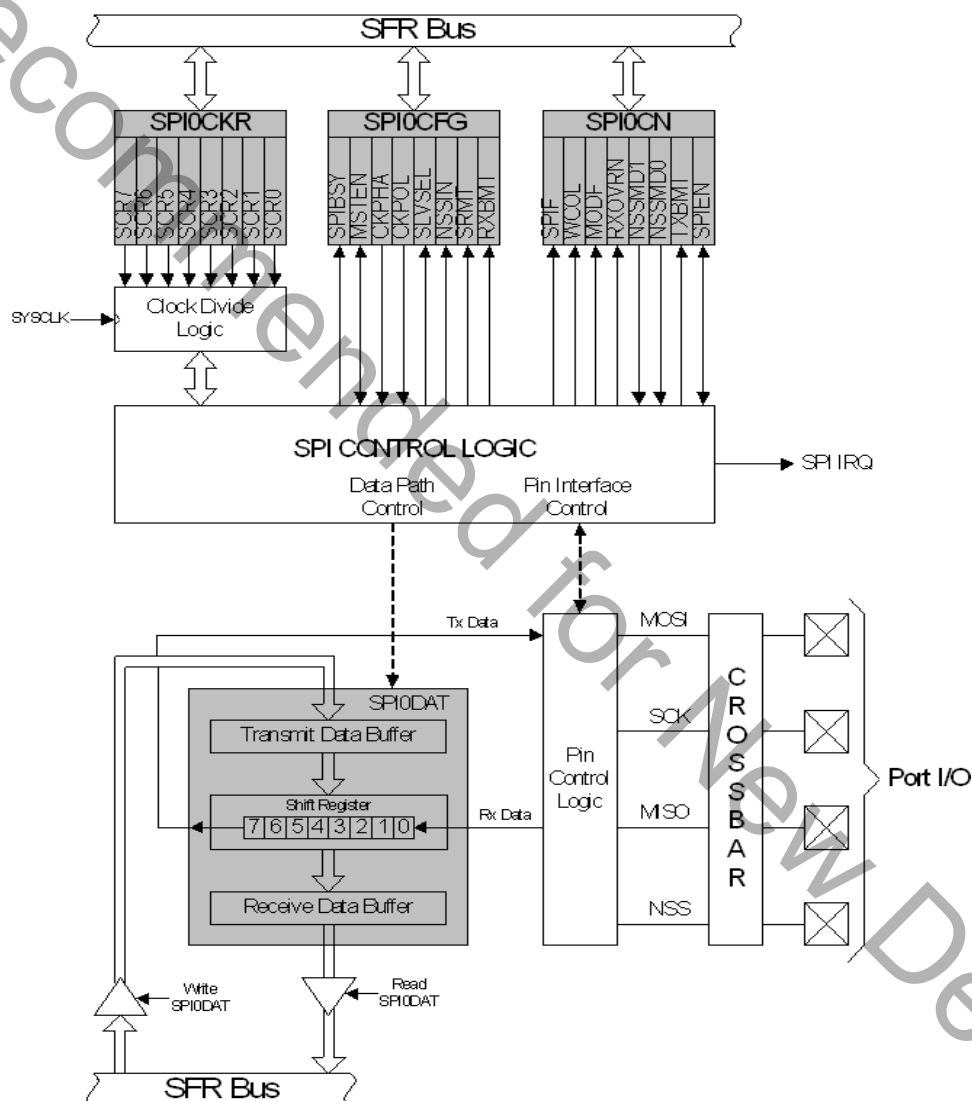 SFR Bus
SPI0CKR
SPI0CFG
SPI0CN
SCR7
SCR6
SCR5
SCR4
SCR3
SCR2
SCR1
SCR0
SPIBSY
MSTEN
CKPHA
CKPOL
SLVSEL
NSSIN
SRMT
RXBMT
SPIF
WCOL
MODF
RXOVRN
NSSMD1
NSSMD0
TXBMT
SPIEN
SYSCLK
Clock Divide
Logic
SPI CONTROL LOGIC
SPI IRQ
Data Path
Control
Pin Interface
Control
Tx Data
MOSI
SPI0DAT
Transmit Data Buffer
SCK
Shift Register
7 6 5 4 3 2 1 0
Rx Data
Pin
Control
Logic
MISO
CROSSBAR
Port I/O
Receive Data Buffer
NSS
Write
SPI0DAT
Read
SPI0DAT
SFR Bus
ecommended for New De